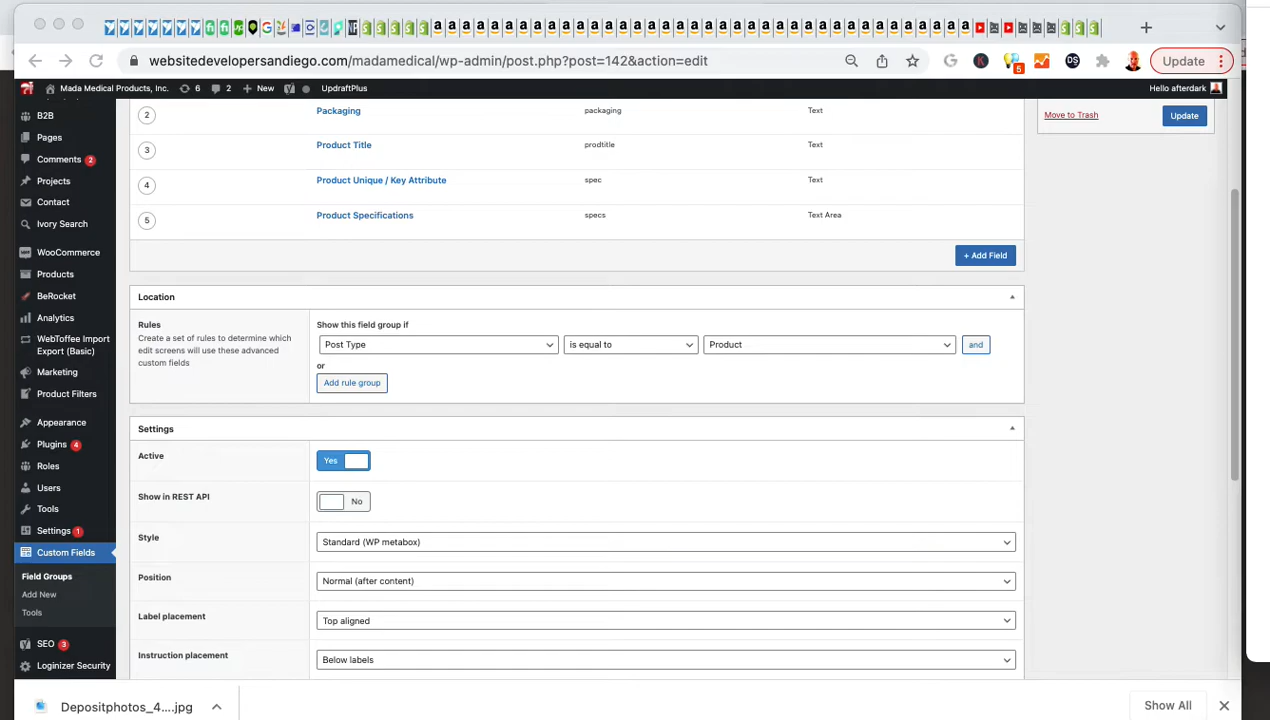 websitedevelopersandiego.com/madamedical/wp-admin/post.php?post=142&action=edit
5
Update
Mada Medical Products, Inc.
6
2
New
UpdraftPlus
Hello afterdark
B2B
Pages
Comments 2
Projects
Contact
Ivory Search
WooCommerce
Products
BeRocket
Analytics
WebToffee Import
Export (Basic)
Marketing
Product Filters
Appearance
Plugins 4
Roles
Users
Tools
Settings 1
Custom Fields
Field Groups
Add New
Tools
SEO 3
Loginizer Security
2 Packaging packaging Text
3 Product Title prodtitle Text
4 Product Unique / Key Attribute spec Text
5 Product Specifications specs Text Area
+ Add Field
Move to Trash
Update
Location
Rules
Create a set of rules to determine which
edit screens will use these advanced
custom fields
Show this field group if
Post Type is equal to Product and
or
Add rule group
Settings
Active Yes
Show in REST API No
Style Standard (WP metabox)
Position Normal (after content)
Label placement Top aligned
Instruction placement Below labels
Depositphotos_4....jpg
Show All